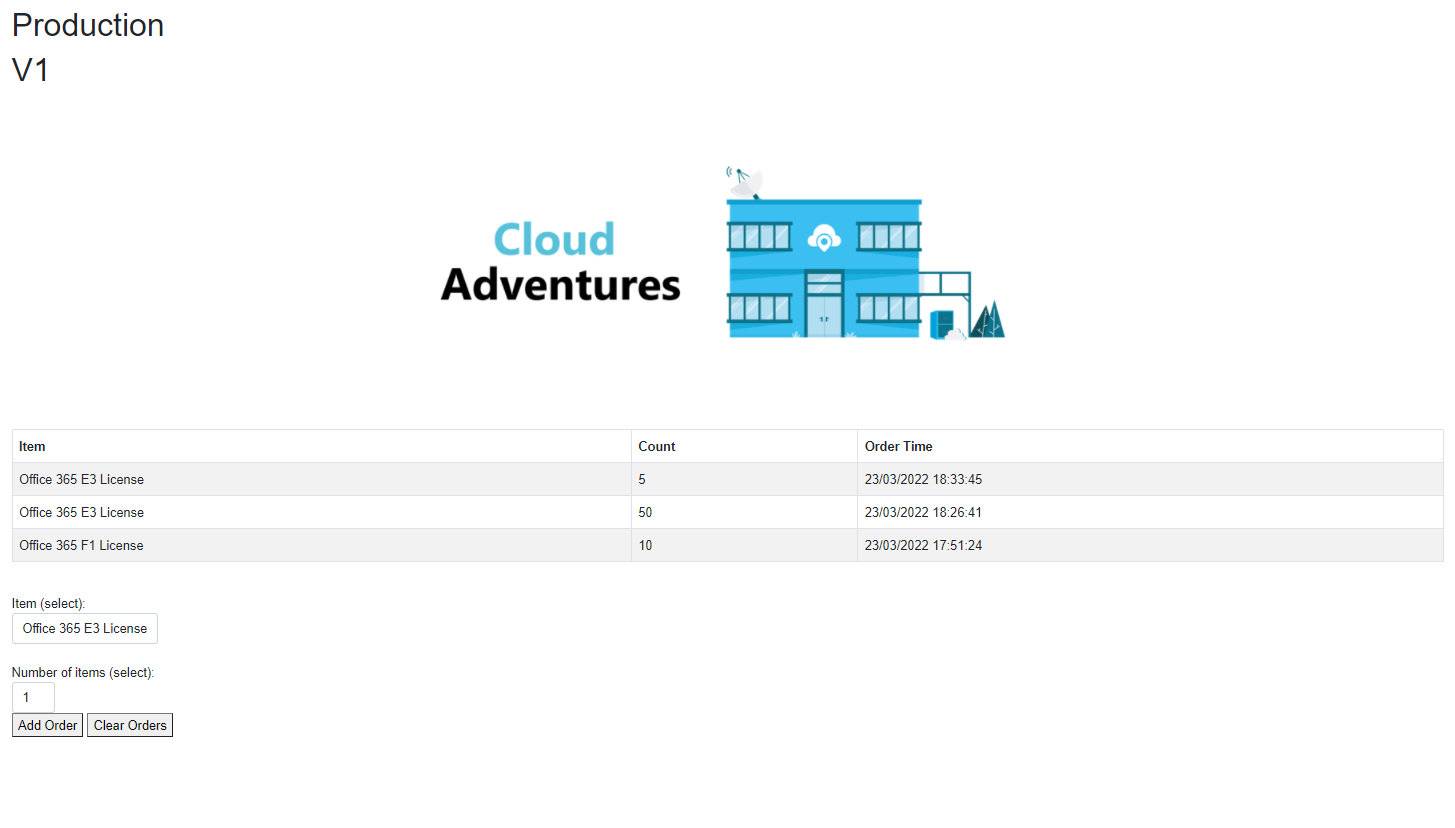 Production
V1
Cloud
Adventures
Item Count Order Time
Office 365 E3 License 5 23/03/2022 18:33:45
Office 365 E3 License 50 23/03/2022 18:26:41
Office 365 F1 License 10 23/03/2022 17:51:24
Item (select):
Office 365 E3 License
Number of items (select):
1
Add Order Clear Orders